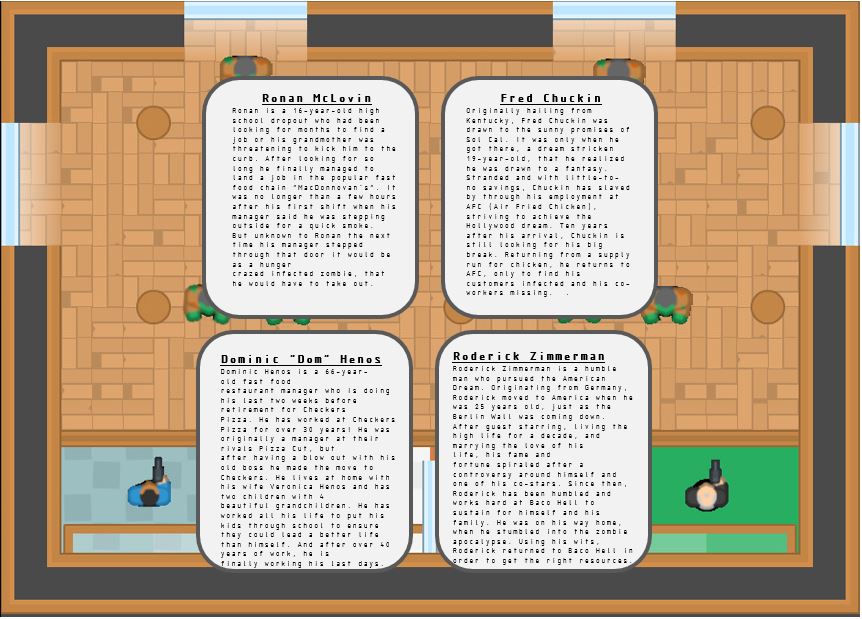 Ronan McLovin
Ronan is a 16-year-old high
school dropout who had been
looking for months to find a
job or his grandmother was
threatening to kick him to the
curb. After looking for so
long he finally managed to
land a job in the popular fast
food chain "MacDonnovan's". It
was no longer than a few hours
after his first shift when his
manager said he was stepping
outside for a quick smoke.
But unknown to Ronan the next
time his manager stepped
through that door it would be
as a hunger
crazed infected zombie, that
he would have to take out.
Fred Chuckin
Originally hailing from
Kentucky, Fred Chuckin was
drawn to the sunny promises of
Sol Cal. It was only when he
got there, a dream stricken
19-year-old, that he realized
he was drawn to a fantasy.
Stranded and with little-to-
no savings, Chuckin has slaved
by through his employment at
AFC (Air Fried Chicken),
striving to achieve the
Hollywood dream. Ten years
after his arrival, Chuckin is
still looking for his big
break. Returning from a supply
run for chicken, he returns to
AFC, only to find his
customers infected and his co-
workers missing.  .
Dominic "Dom" Henos
Dominic Henos is a 66-year-
old fast food
restaurant manager who is doing
his last two weeks before
retirement for Checkers
Pizza. He has worked at Checkers
Pizza for over 30 years! He was
originally a manager at their
rivals Pizza Cut, but
after having a blow out with his
old boss he made the move to
Checkers. He lives at home with
his wife Veronica Henos and has
two children with 4
beautiful grandchildren. He has
worked all his life to put his
kids through school to ensure
they could lead a better life
than himself. And after over 40
years of work, he is
finally working his last days.
Roderick Zimmerman
Roderick Zimmerman is a humble
man who pursued the American
Dream. Originating from Germany,
Roderick moved to America when he
was 25 years old, just as the
Berlin Wall was coming down.
After guest starring, living the
high life for a decade, and
marrying the love of his
life, his fame and
fortune spiraled after a
controversy around himself and
one of his co-stars. Since then,
Roderick has been humbled and
works hard at Baco Hell to
sustain for himself and his
family. He was on his way home,
when he stumbled into the zombie
apocalypse. Using his wits,
Roderick returned to Baco Hell in
order to get the right resources.